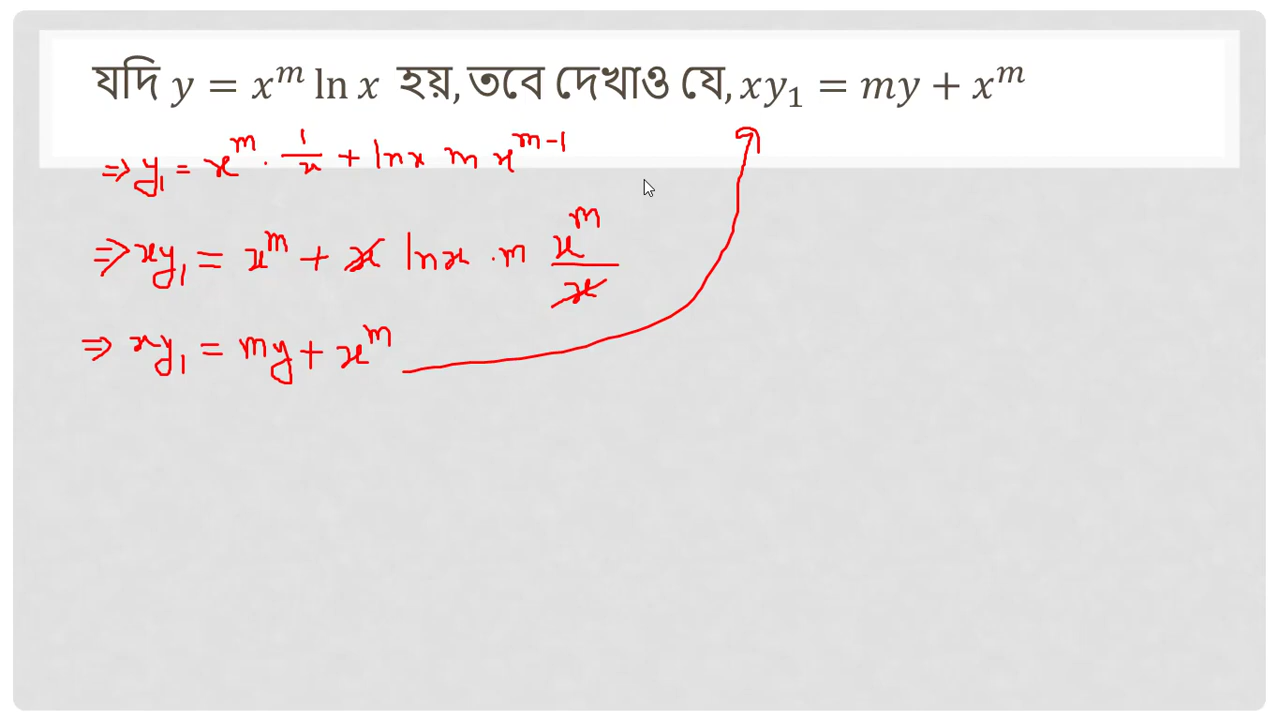 যদি y = x^m ln x হয়, তবে দেখাও যে, xy₁ = my + x^m
⇒ y₁ = x^m · 1/x + ln x m x^(m-1)
⇒ xy₁ = x^m + x ln x · m x^m/x
⇒ xy₁ = my + x^m